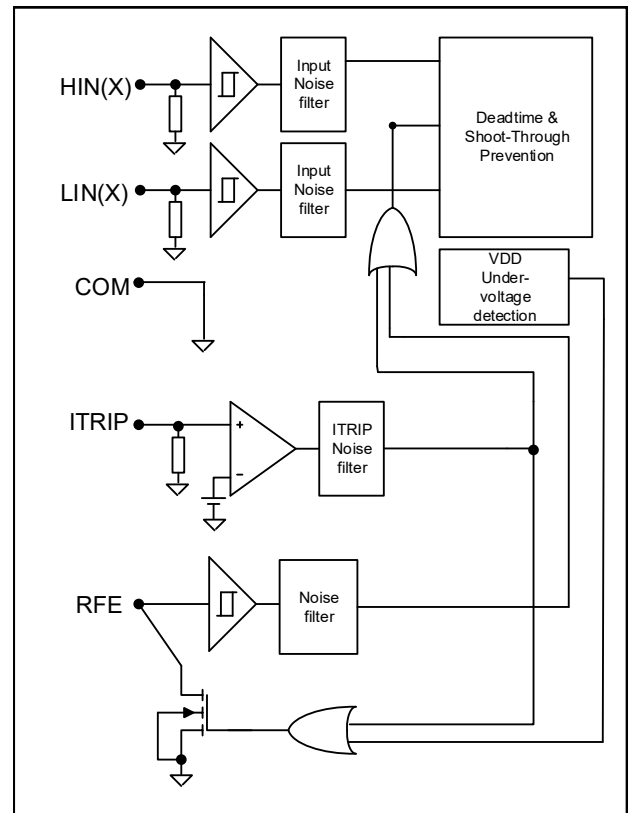 HIN(X)
Input
Noise
filter
Deadtime &
Shoot-Through
Prevention
LIN(X)
Input
Noise
filter
VDD
Under-
voltage
detection
COM
ITRIP
+
−
ITRIP
Noise
filter
RFE
Noise
filter